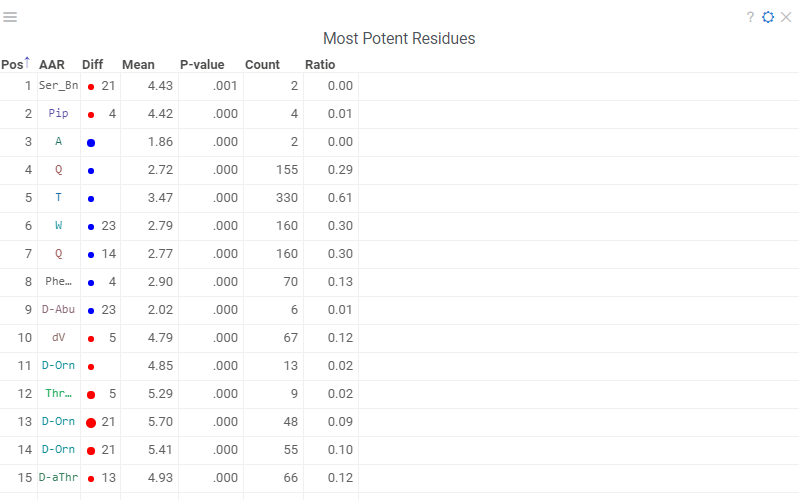 ?
Most Potent Residues
Pos↑ AAR Diff Mean P-value Count Ratio
1 Ser_Bn 21 4.43 .001 2 0.00
2 Pip 4 4.42 .000 4 0.01
3 A 1.86 .000 2 0.00
4 Q 2.72 .000 155 0.29
5 T 3.47 .000 330 0.61
6 W 23 2.79 .000 160 0.30
7 Q 14 2.77 .000 160 0.30
8 Phe… 4 2.90 .000 70 0.13
9 D-Abu 23 2.02 .000 6 0.01
10 dV 5 4.79 .000 67 0.12
11 D-Orn 4.85 .000 13 0.02
12 Thr… 5 5.29 .000 9 0.02
13 D-Orn 21 5.70 .000 48 0.09
14 D-Orn 21 5.41 .000 55 0.10
15 D-aThr 13 4.93 .000 66 0.12